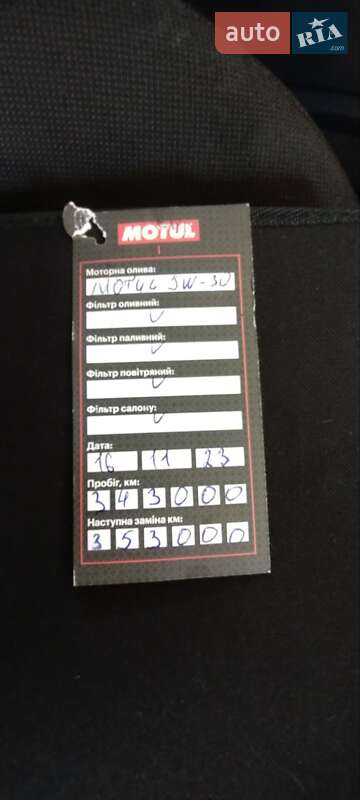 auto
RIA
.com
MOTUL
Моторна олива:
MOTUL 5W-30
Фільтр оливний:
Фільтр паливний:
Фільтр повітряний:
Фільтр салону:
Дата:
16 11 23
Пробіг, км:
343000
Наступна заміна км:
353000